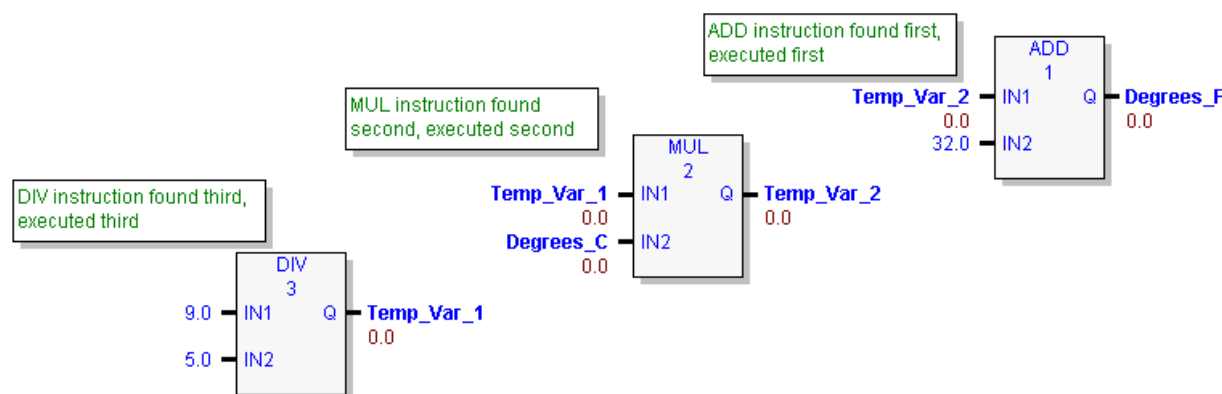 ADD instruction found first,
executed first
ADD
1
Temp_Var_2 IN1 Q Degrees_F
0.0 0.0
32.0 IN2
MUL instruction found
second, executed second
MUL
2
Temp_Var_1 IN1 Q Temp_Var_2
0.0 0.0
Degrees_C IN2
0.0
DIV instruction found third,
executed third
DIV
3
9.0 IN1 Q Temp_Var_1
0.0
5.0 IN2